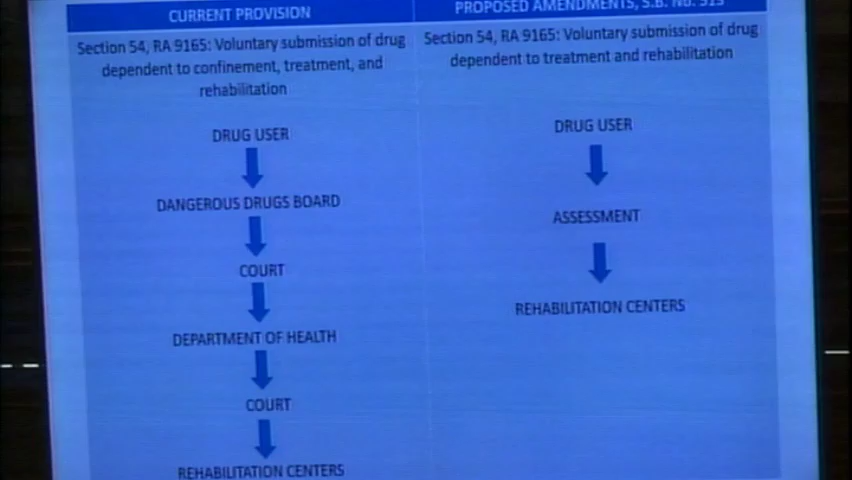 CURRENT PROVISION
Section 54, RA 9165: Voluntary submission of drug
dependent to confinement, treatment, and
rehabilitation
DRUG USER
DANGEROUS DRUGS BOARD
COURT
DEPARTMENT OF HEALTH
COURT
REHABILITATION CENTERS
PROPOSED AMENDMENTS, S.B. No.
Section 54, RA 9165: Voluntary submission of drug
dependent to treatment and rehabilitation
DRUG USER
ASSESSMENT
REHABILITATION CENTERS